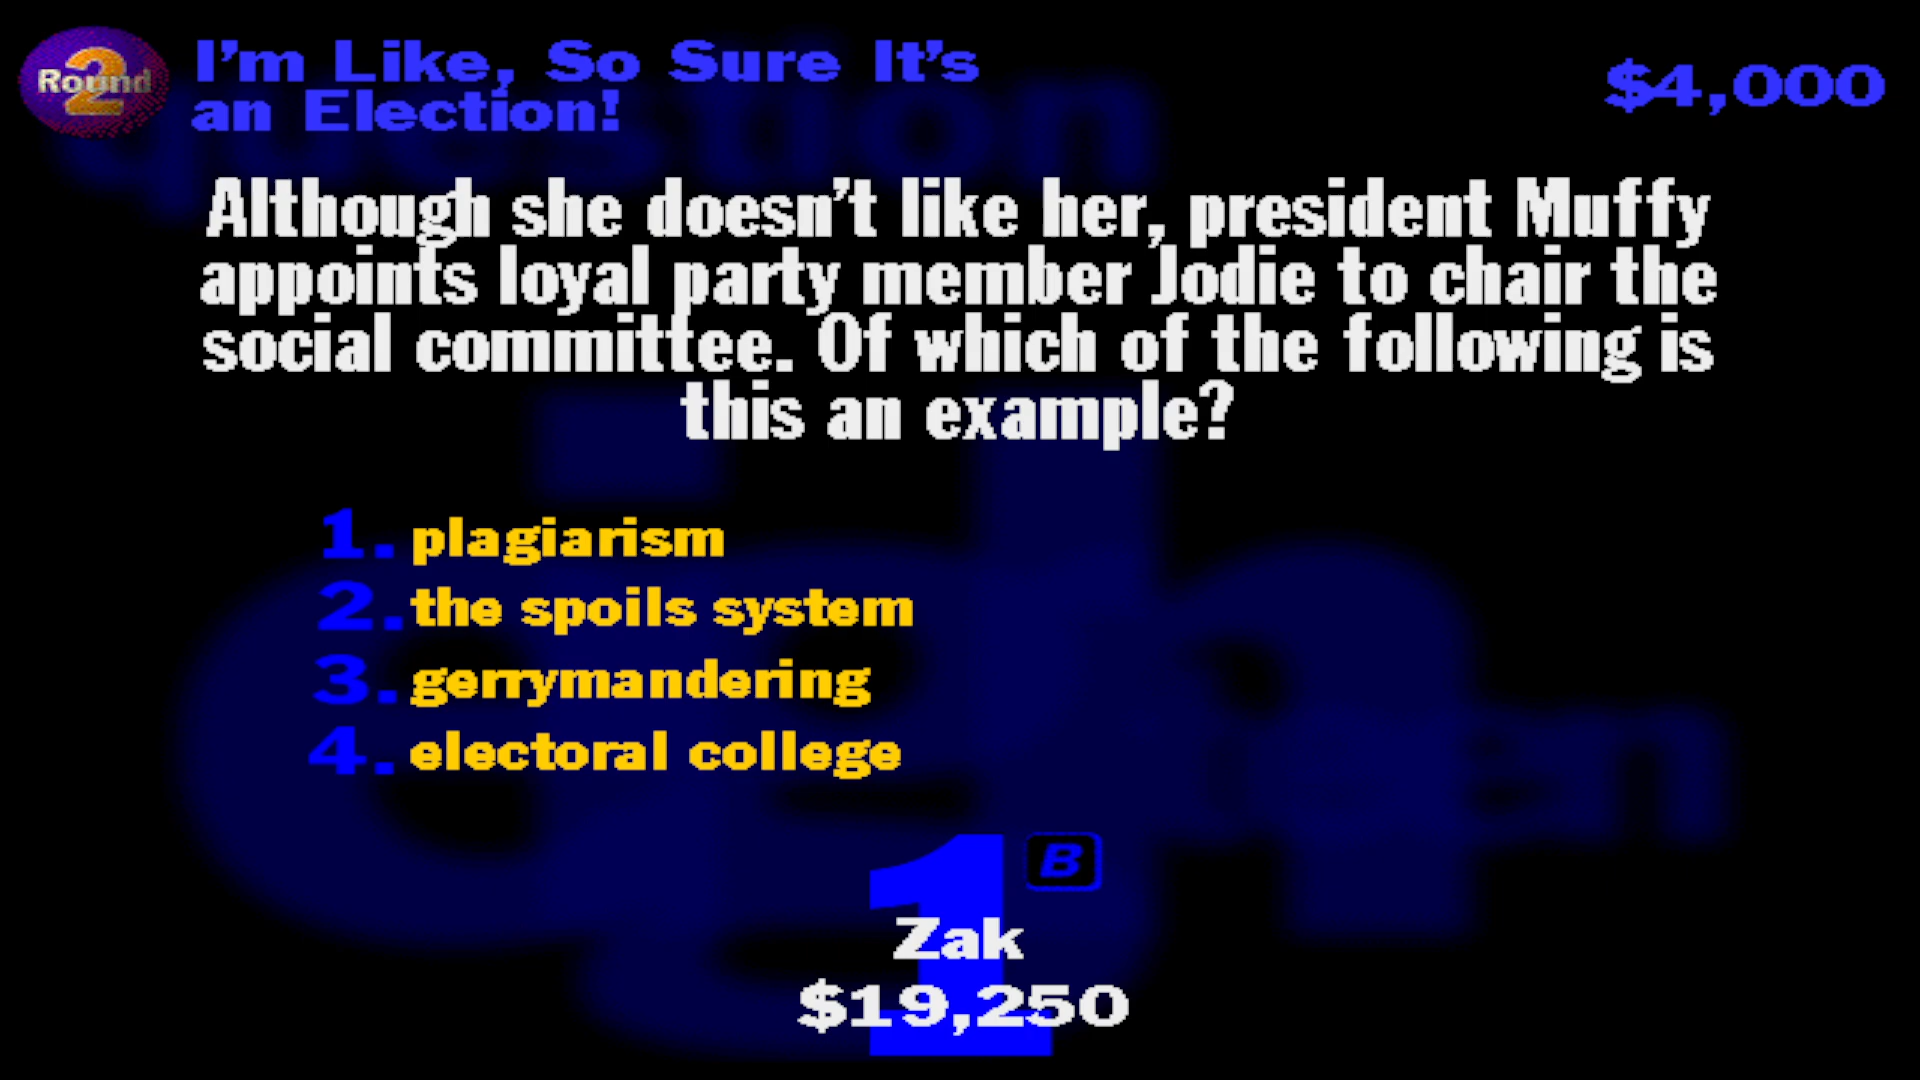 Round 2
I'm Like, So Sure It's
an Election!
$4,000
Although she doesn't like her, president Muffy
appoints loyal party member Jodie to chair the
social committee. Of which of the following is
this an example?
1. plagiarism
2. the spoils system
3. gerrymandering
4. electoral college
1
B
Zak
$19,250
question